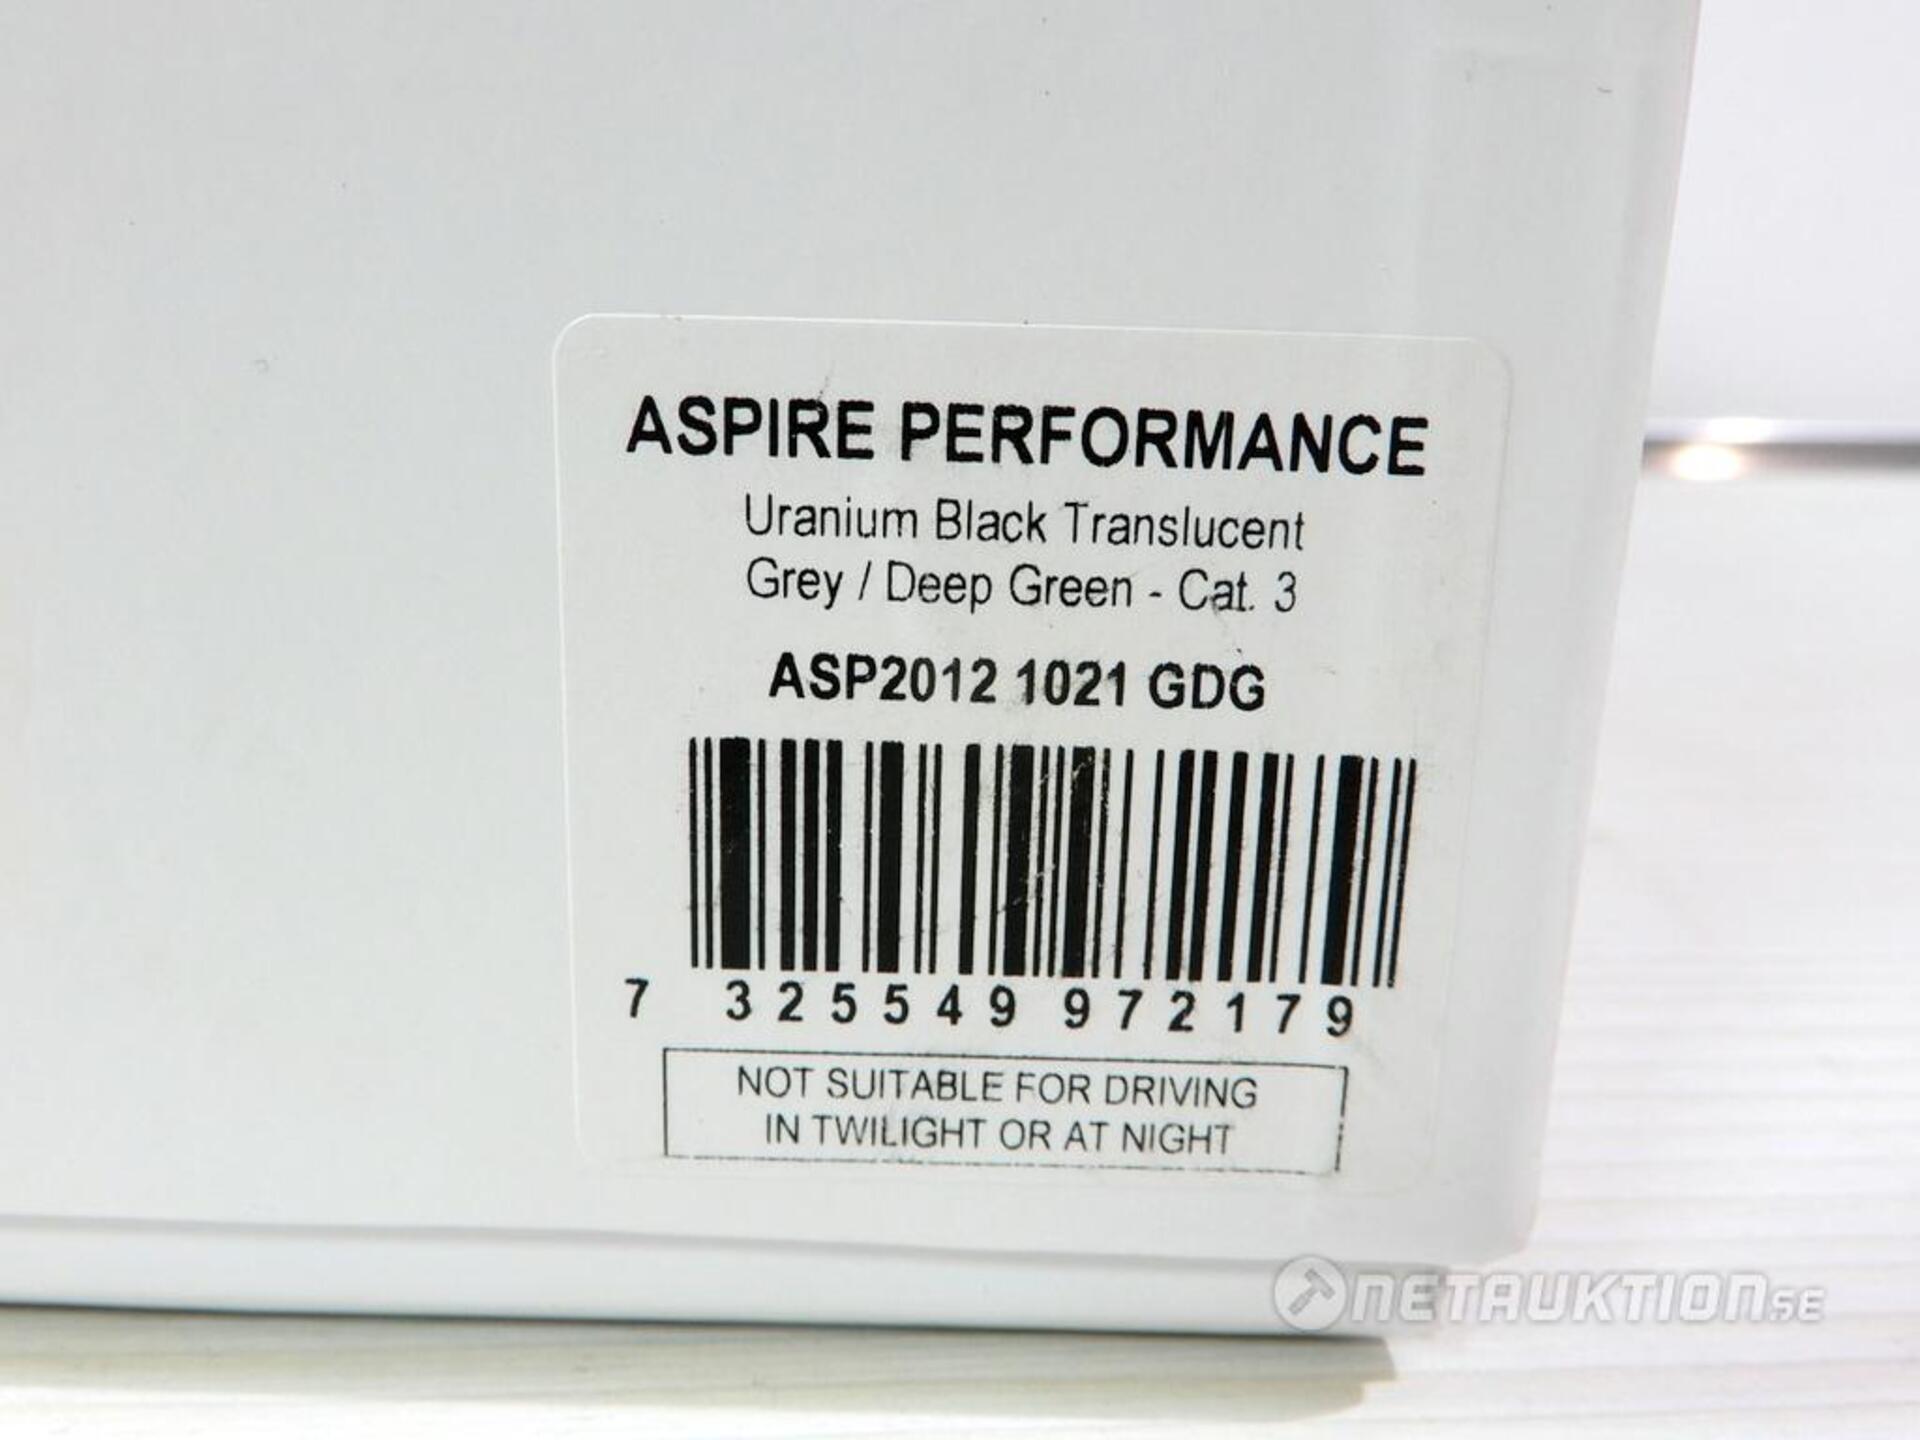 ASPIRE PERFORMANCE
Uranium Black Translucent
Grey / Deep Green - Cat. 3
ASP2012 1021 GDG
7 325549 972179
NOT SUITABLE FOR DRIVING
IN TWILIGHT OR AT NIGHT
NETAUKTION.SE